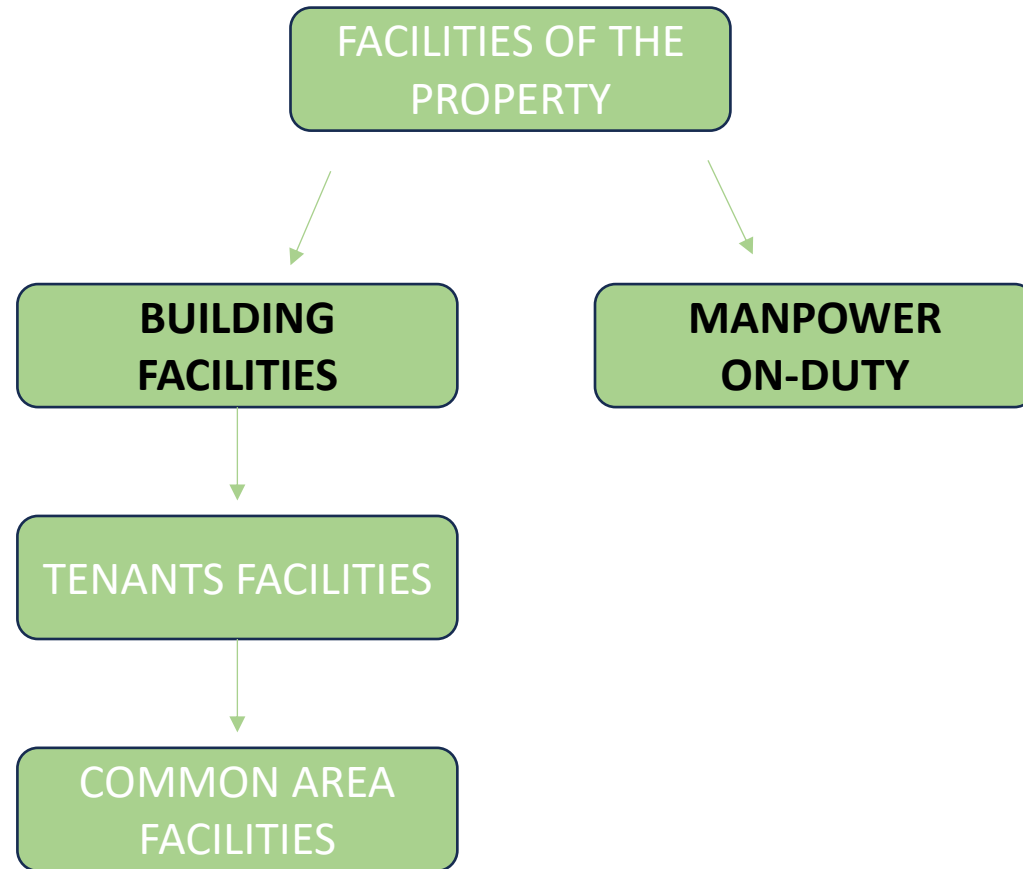 FACILITIES OF THE
PROPERTY
BUILDING
FACILITIES
MANPOWER
ON-DUTY
TENANTS FACILITIES
COMMON AREA
FACILITIES